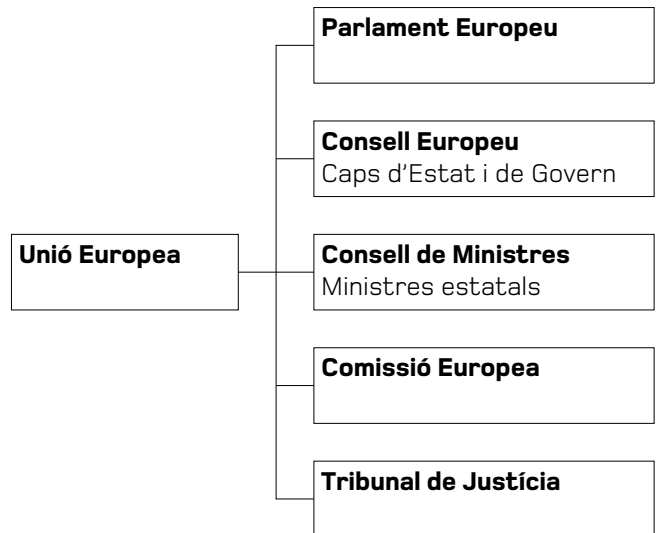 Parlament Europeu
Consell Europeu
Caps d'Estat i de Govern
Unió Europea
Consell de Ministres
Ministres estatals
Comissió Europea
Tribunal de Justícia